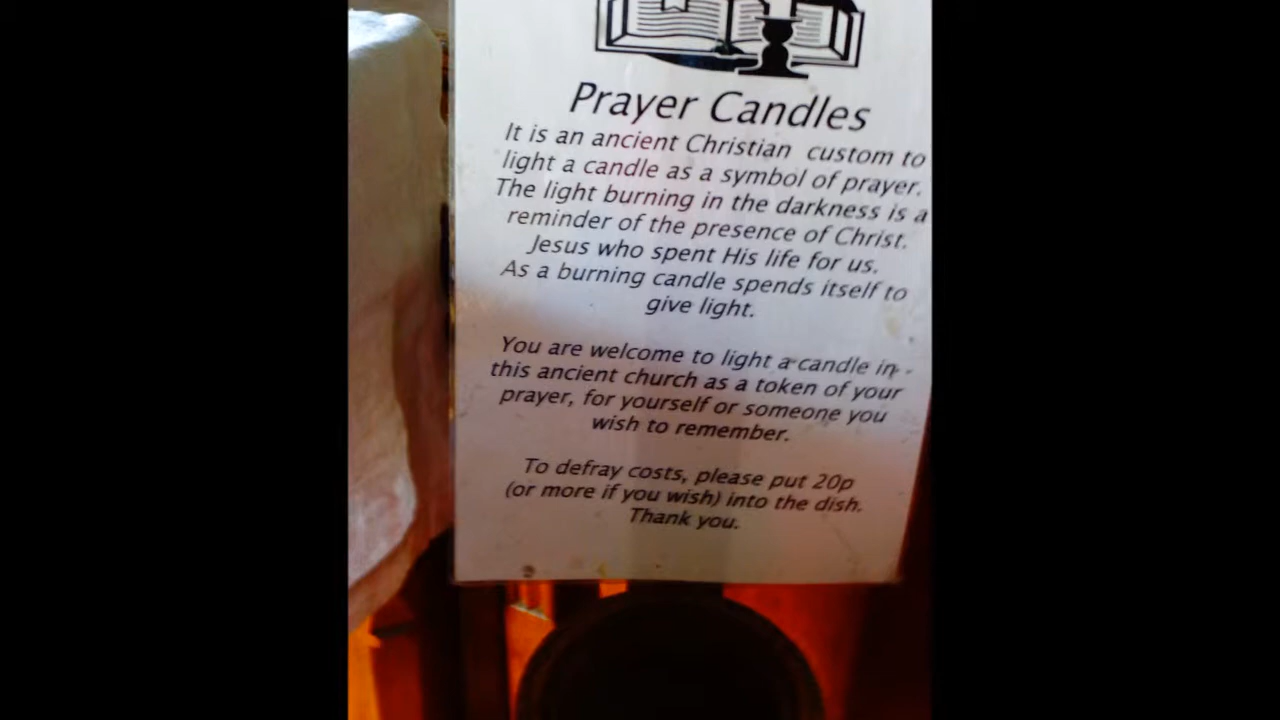 Prayer Candles
It is an ancient Christian custom to
light a candle as a symbol of prayer.
The light burning in the darkness is a
reminder of the presence of Christ.
Jesus who spent His life for us.
As a burning candle spends itself to
give light.
You are welcome to light a candle in
this ancient church as a token of your
prayer, for yourself or someone you
wish to remember.
To defray costs, please put 20p
(or more if you wish) into the dish.
Thank you.